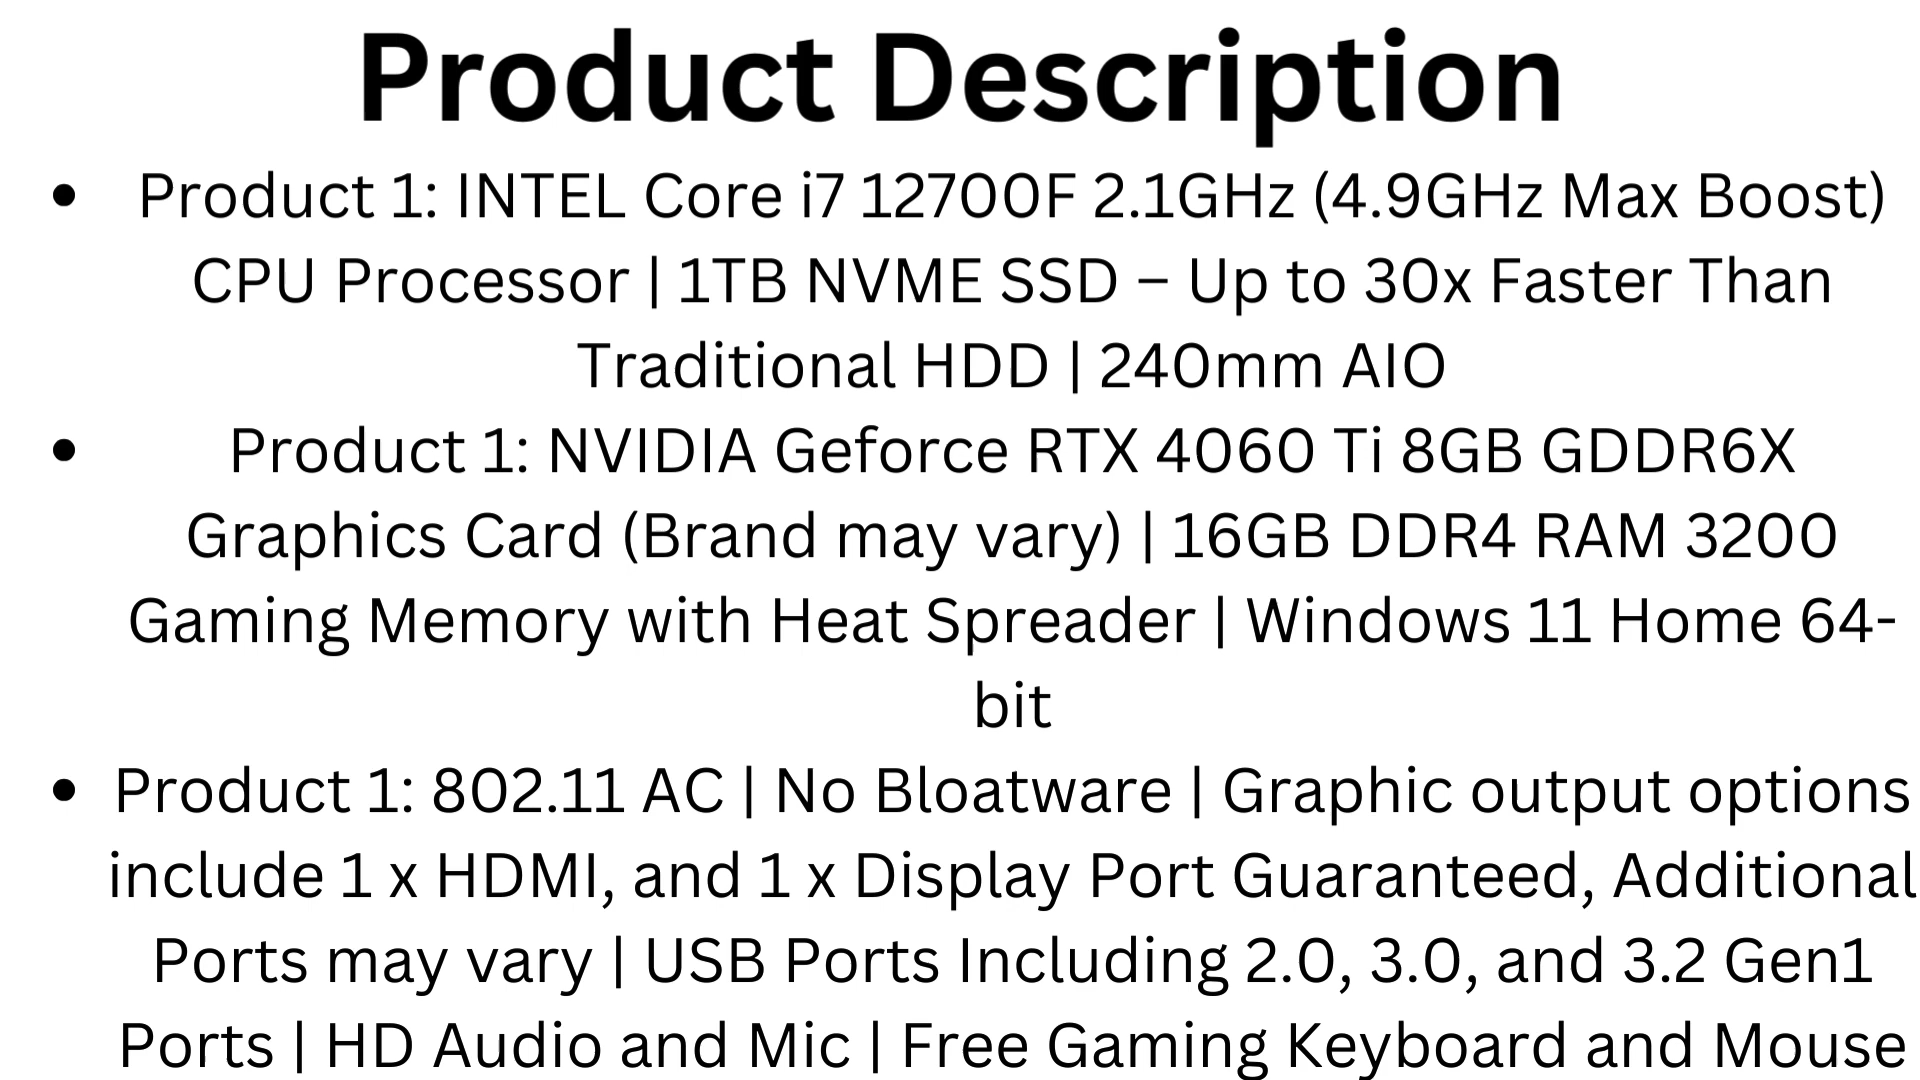 Product Description
• Product 1: INTEL Core i7 12700F 2.1GHz (4.9GHz Max Boost)
CPU Processor | 1TB NVME SSD – Up to 30x Faster Than
Traditional HDD | 240mm AIO
• Product 1: NVIDIA Geforce RTX 4060 Ti 8GB GDDR6X
Graphics Card (Brand may vary) | 16GB DDR4 RAM 3200
Gaming Memory with Heat Spreader | Windows 11 Home 64-
bit
• Product 1: 802.11 AC | No Bloatware | Graphic output options
include 1 x HDMI, and 1 x Display Port Guaranteed, Additional
Ports may vary | USB Ports Including 2.0, 3.0, and 3.2 Gen1
Ports | HD Audio and Mic | Free Gaming Keyboard and Mouse